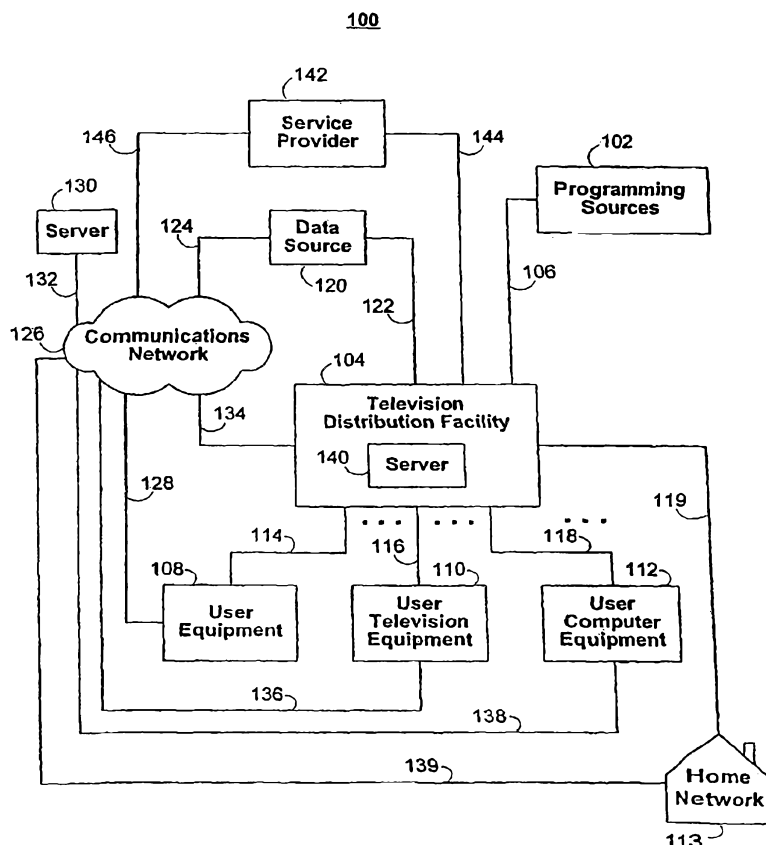 100
142
Service
Provider
146
144
102
Programming
Sources
130
Server
124
Data
Source
120
132
122
106
126
Communications
Network
104
134
Television
Distribution Facility
140
Server
128
119
114
116
118
108
User
Equipment
110
User
Television
Equipment
112
User
Computer
Equipment
136
138
139
Home
Network
113